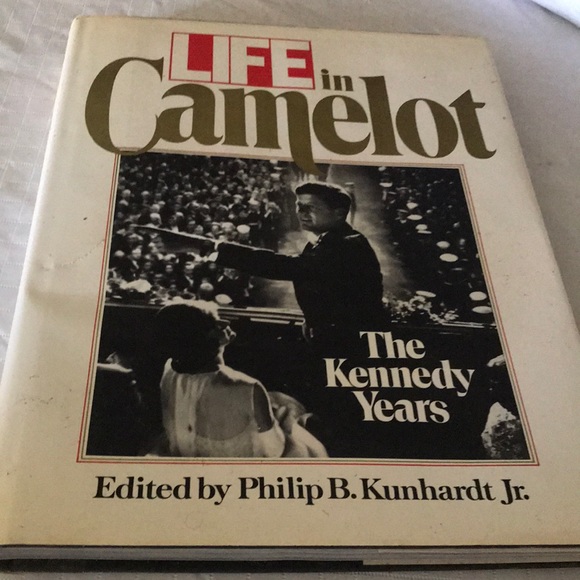 LIFE in
Camelot
The
Kennedy
Years
Edited by Philip B. Kunhardt Jr.